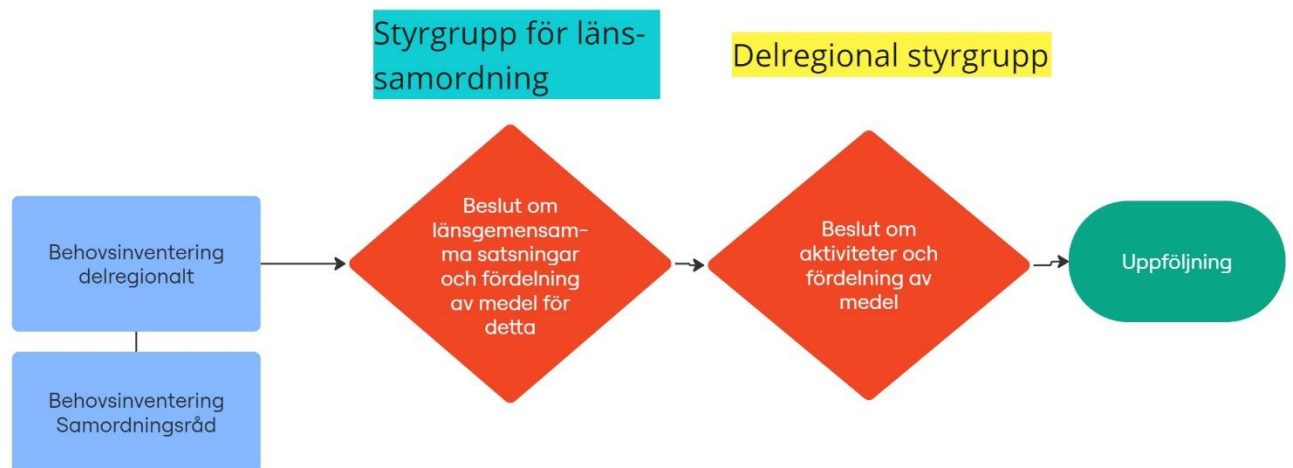 Styrgrupp för läns-
samordning
Delregional styrgrupp
Behovsinventering
delregionalt
Behovsinventering
Samordningsråd
Beslut om
länsgemensam-
ma satsningar
och fördelning
av medel för
detta
Beslut om
aktiviteter och
fördelning av
medel
Uppföljning